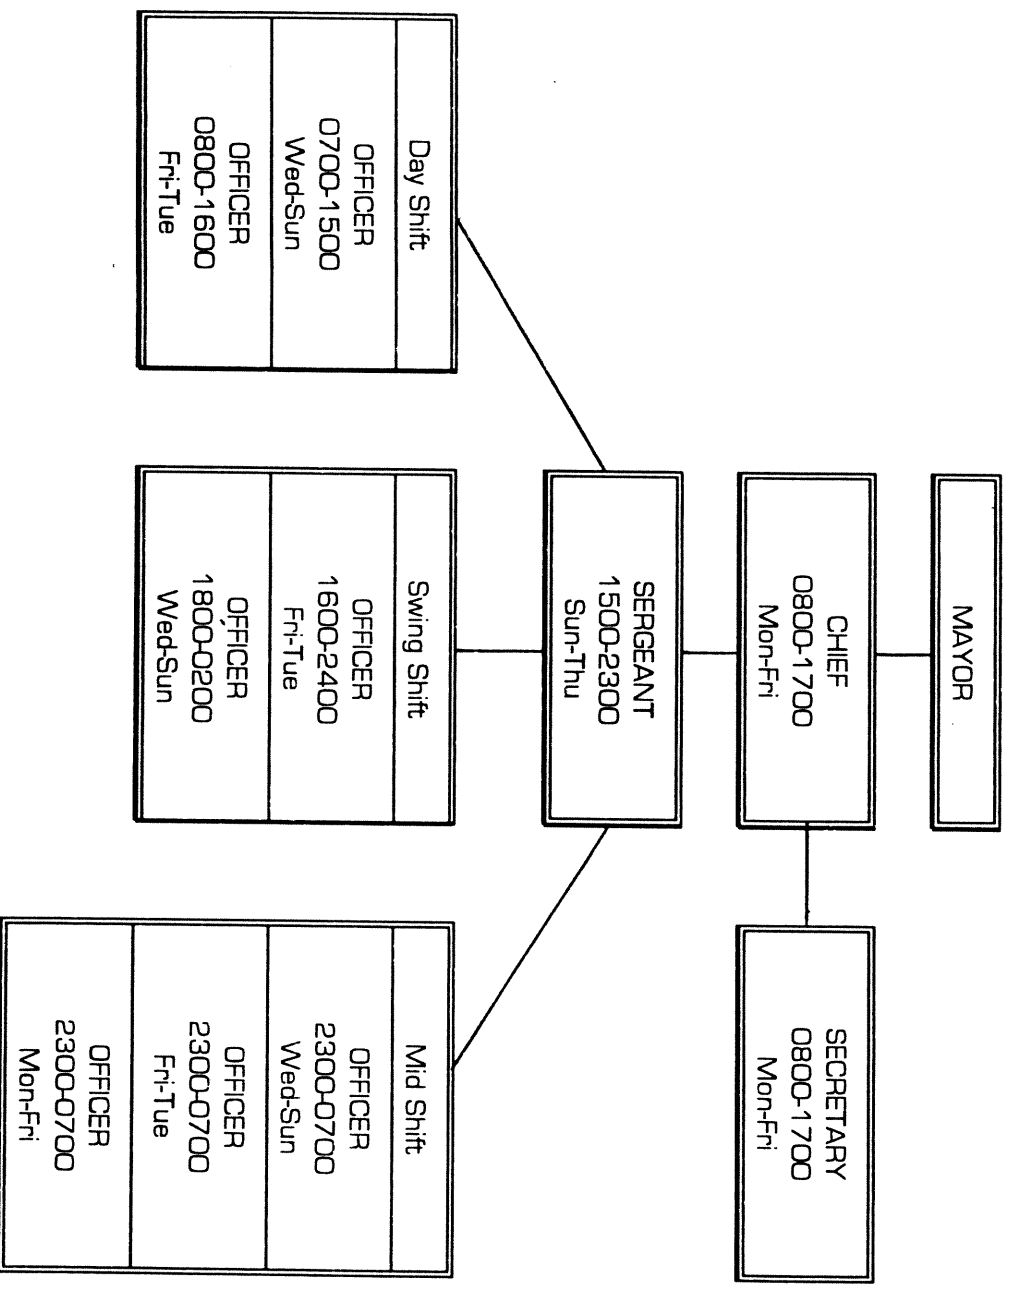 MAYOR
CHIEF
0800-1700
Mon-Fri
SECRETARY
0800-1700
Mon-Fri
SERGEANT
1500-2300
Sun-Thu
Day Shift
OFFICER
0700-1500
Wed-Sun
OFFICER
0800-1600
Fri-Tue
Swing Shift
OFFICER
1600-2400
Fri-Tue
OFFICER
1800-0200
Wed-Sun
Mid Shift
OFFICER
2300-0700
Wed-Sun
OFFICER
2300-0700
Fri-Tue
OFFICER
2300-0700
Mon-Fri